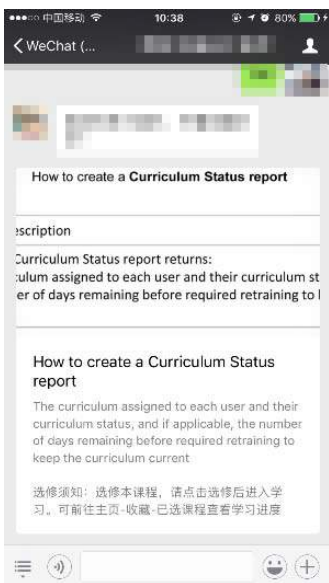 中国移动 10:38 80%
WeChat (...
How to create a Curriculum Status report
escription
Curriculum Status report returns:
culum assigned to each user and their curriculum st
er of days remaining before required retraining to
How to create a Curriculum Status
report
The curriculum assigned to each user and their
curriculum status, and if applicable, the number
of days remaining before required retraining to
keep the curriculum current
选修须知：选修本课程，请点击选修后进入学
习。可前往主页-收藏-已选课程查看学习进度